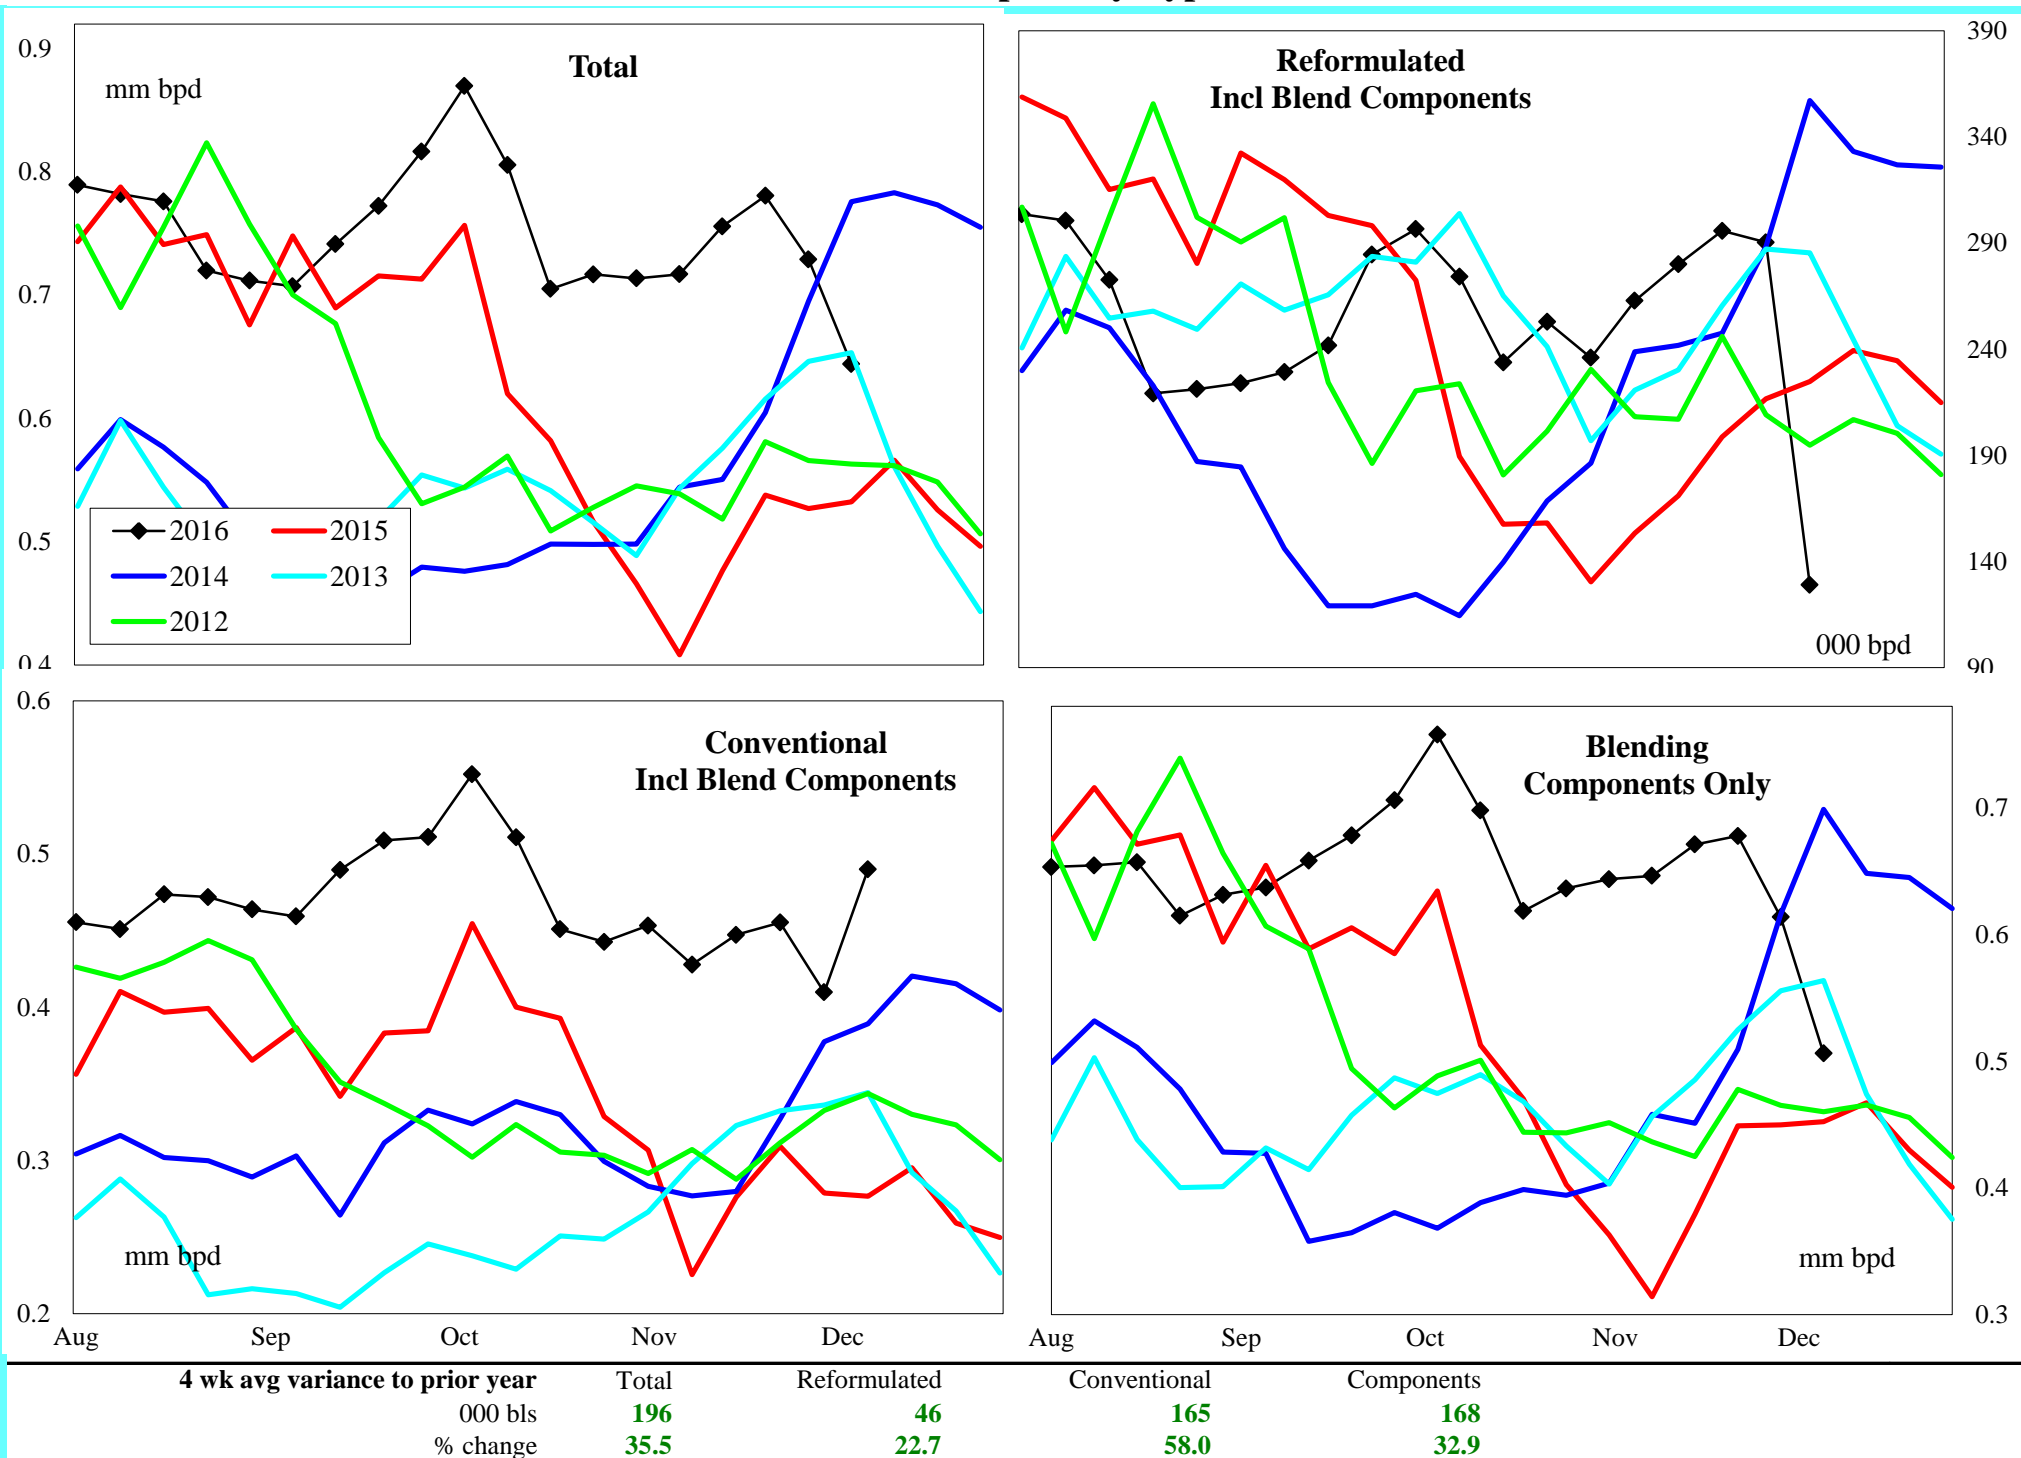 0.9
0.8
0.7
0.6
0.5
0.4
mm bpd
Total
2016 2015
2014 2013
2012
Reformulated
Incl Blend Components
390
340
290
240
190
140
90
000 bpd
0.6
0.5
0.4
0.3
0.2
Conventional
Incl Blend Components
mm bpd
Aug Sep Oct Nov Dec
Blending
Components Only
0.7
0.6
0.5
0.4
0.3
mm bpd
Aug Sep Oct Nov Dec
4 wk avg variance to prior year Total Reformulated Conventional Components
000 bls 196 46 165 168
% change 35.5 22.7 58.0 32.9